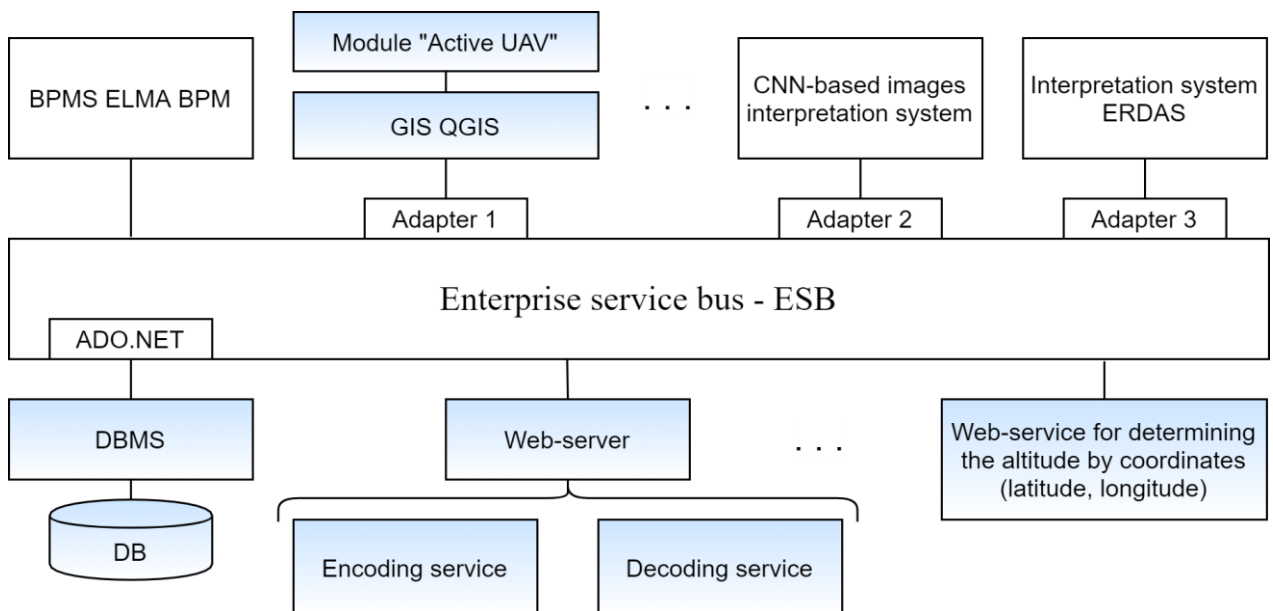 Module "Active UAV"
BPMS ELMA BPM
GIS QGIS
. . .
CNN-based images
interpretation system
Interpretation system
ERDAS
Adapter 1
Adapter 2
Adapter 3
Enterprise service bus - ESB
ADO.NET
DBMS
Web-server
. . .
Web-service for determining
the altitude by coordinates
(latitude, longitude)
DB
Encoding service
Decoding service